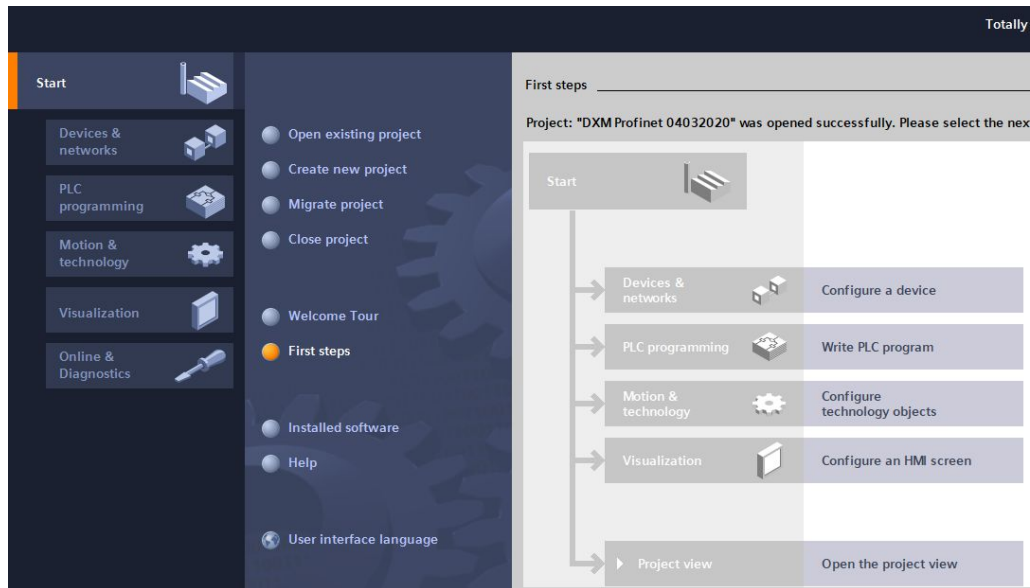 Totally
Start
Devices &
networks
PLC
programming
Motion &
technology
Visualization
Online &
Diagnostics
Open existing project
Create new project
Migrate project
Close project
Welcome Tour
First steps
Installed software
Help
User interface language
First steps
Project: "DXM Profinet 04032020" was opened successfully. Please select the nex
Start
Devices &
networks
Configure a device
PLC programming
Write PLC program
Motion &
technology
Configure
technology objects
Visualization
Configure an HMI screen
Project view
Open the project view